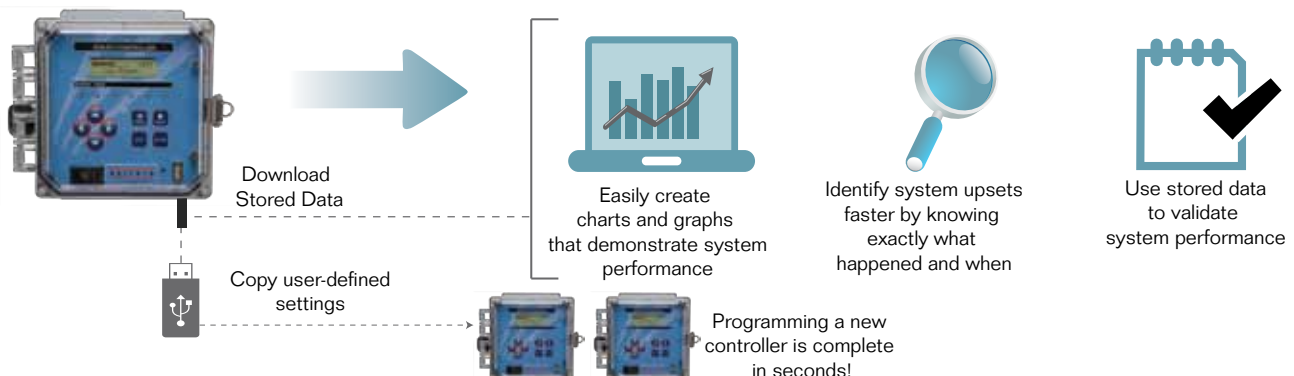 Download
Stored Data
Copy user-defined
settings
Easily create
charts and graphs
that demonstrate system
performance
Identify system upsets
faster by knowing
exactly what
happened and when
Use stored data
to validate
system performance
Programming a new
controller is complete
in seconds!